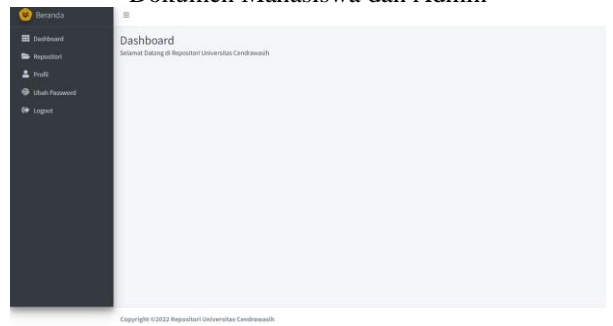 Dokumen Mahasiswa dan Admin
Beranda
Dashboard
Repositori
Profil
Ubah Password
Logout
Dashboard
Selamat Datang di Repositori Universitas Cendrawasih
Copyright ©2022 Repositori Universitas Cendrawasih